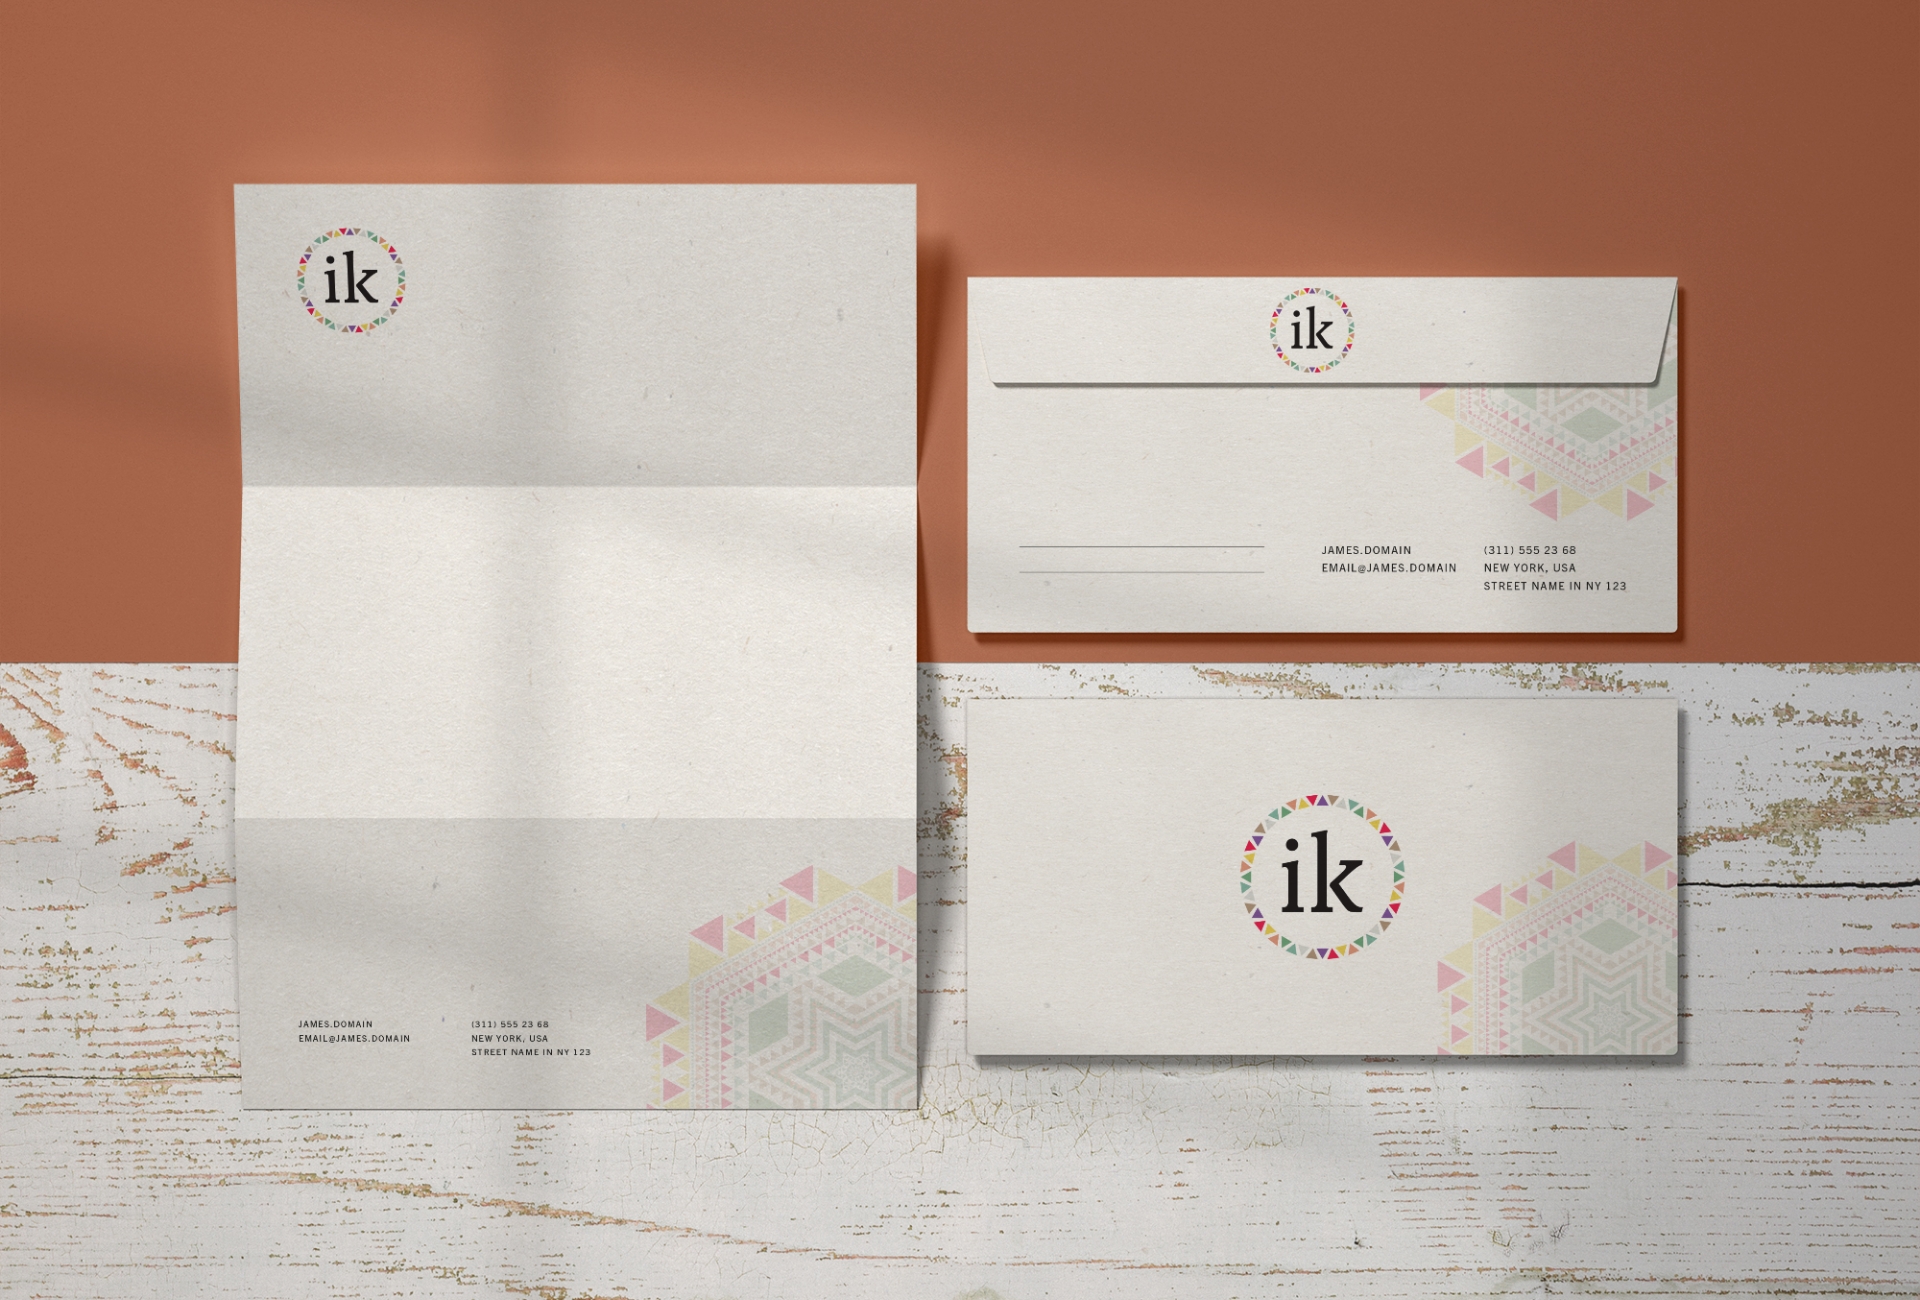 ik
JAMES.DOMAIN
EMAIL@JAMES.DOMAIN
(311) 555 23 68
NEW YORK, USA
STREET NAME IN NY 123
ik
JAMES.DOMAIN
EMAIL@JAMES.DOMAIN
(311) 555 23 68
NEW YORK, USA
STREET NAME IN NY 123
ik